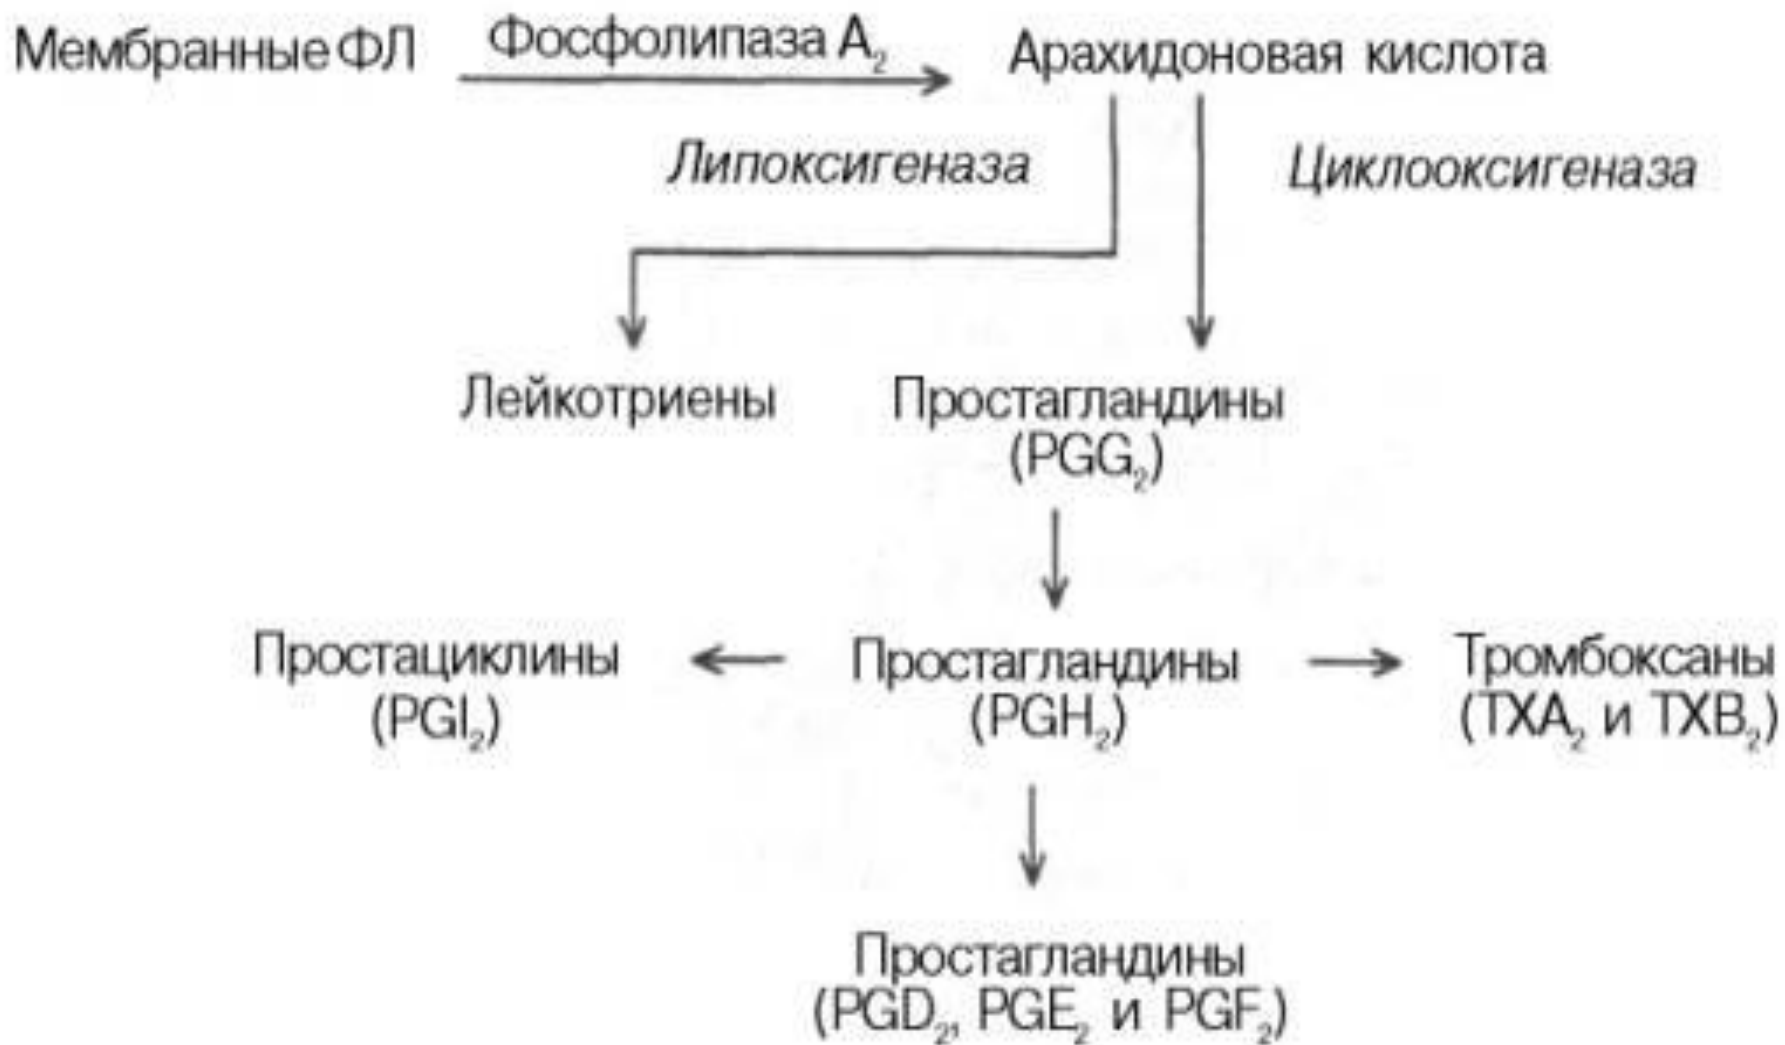 Мембранные ФЛ
Фосфолипаза А₂
Арахидоновая кислота
Липоксигеназа
Циклооксигеназа
Лейкотриены
Простагландины
(PGG₂)
Простациклины
(PGI₂)
Простагландины
(PGH₂)
Тромбоксаны
(TXA₂ и TXB₂)
Простагландины
(PGD₂, PGE₂ и PGF₂)